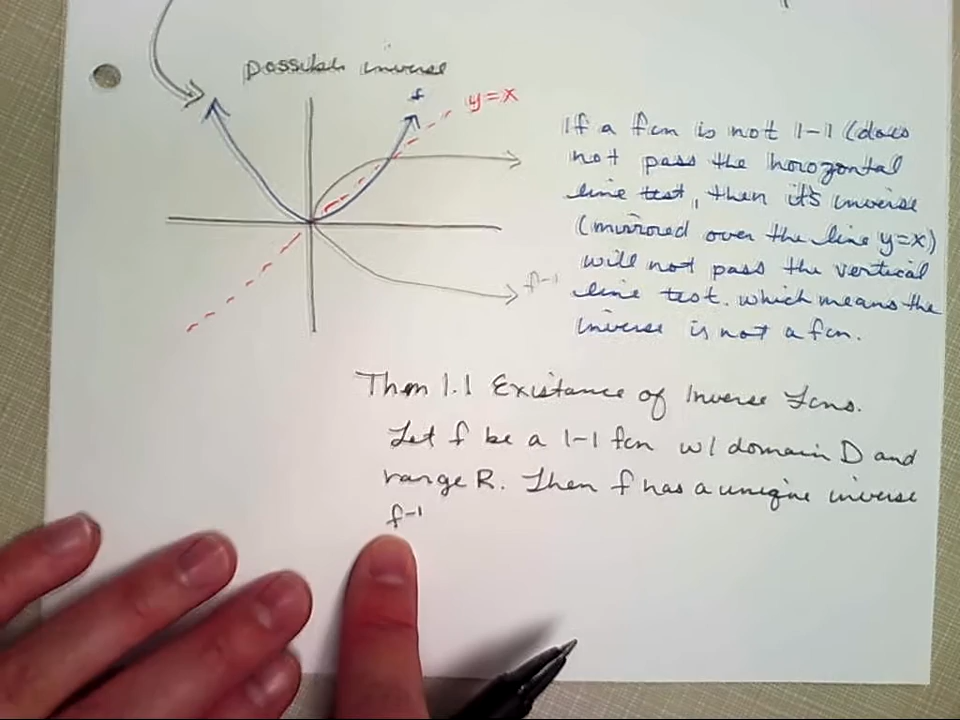 possible inverse
f
y=x
f-1
If a fcn is not 1-1 (does
not pass the horozontal
line test, then it's inverse
(mirrored over the line y=x)
will not pass the vertical
line test. which means the
inverse is not a fcn.
Thm 1.1 Existance of Inverse Fcns.
Let f be a 1-1 fcn w/ domain D and
range R. Then f has a unique inverse
f-1